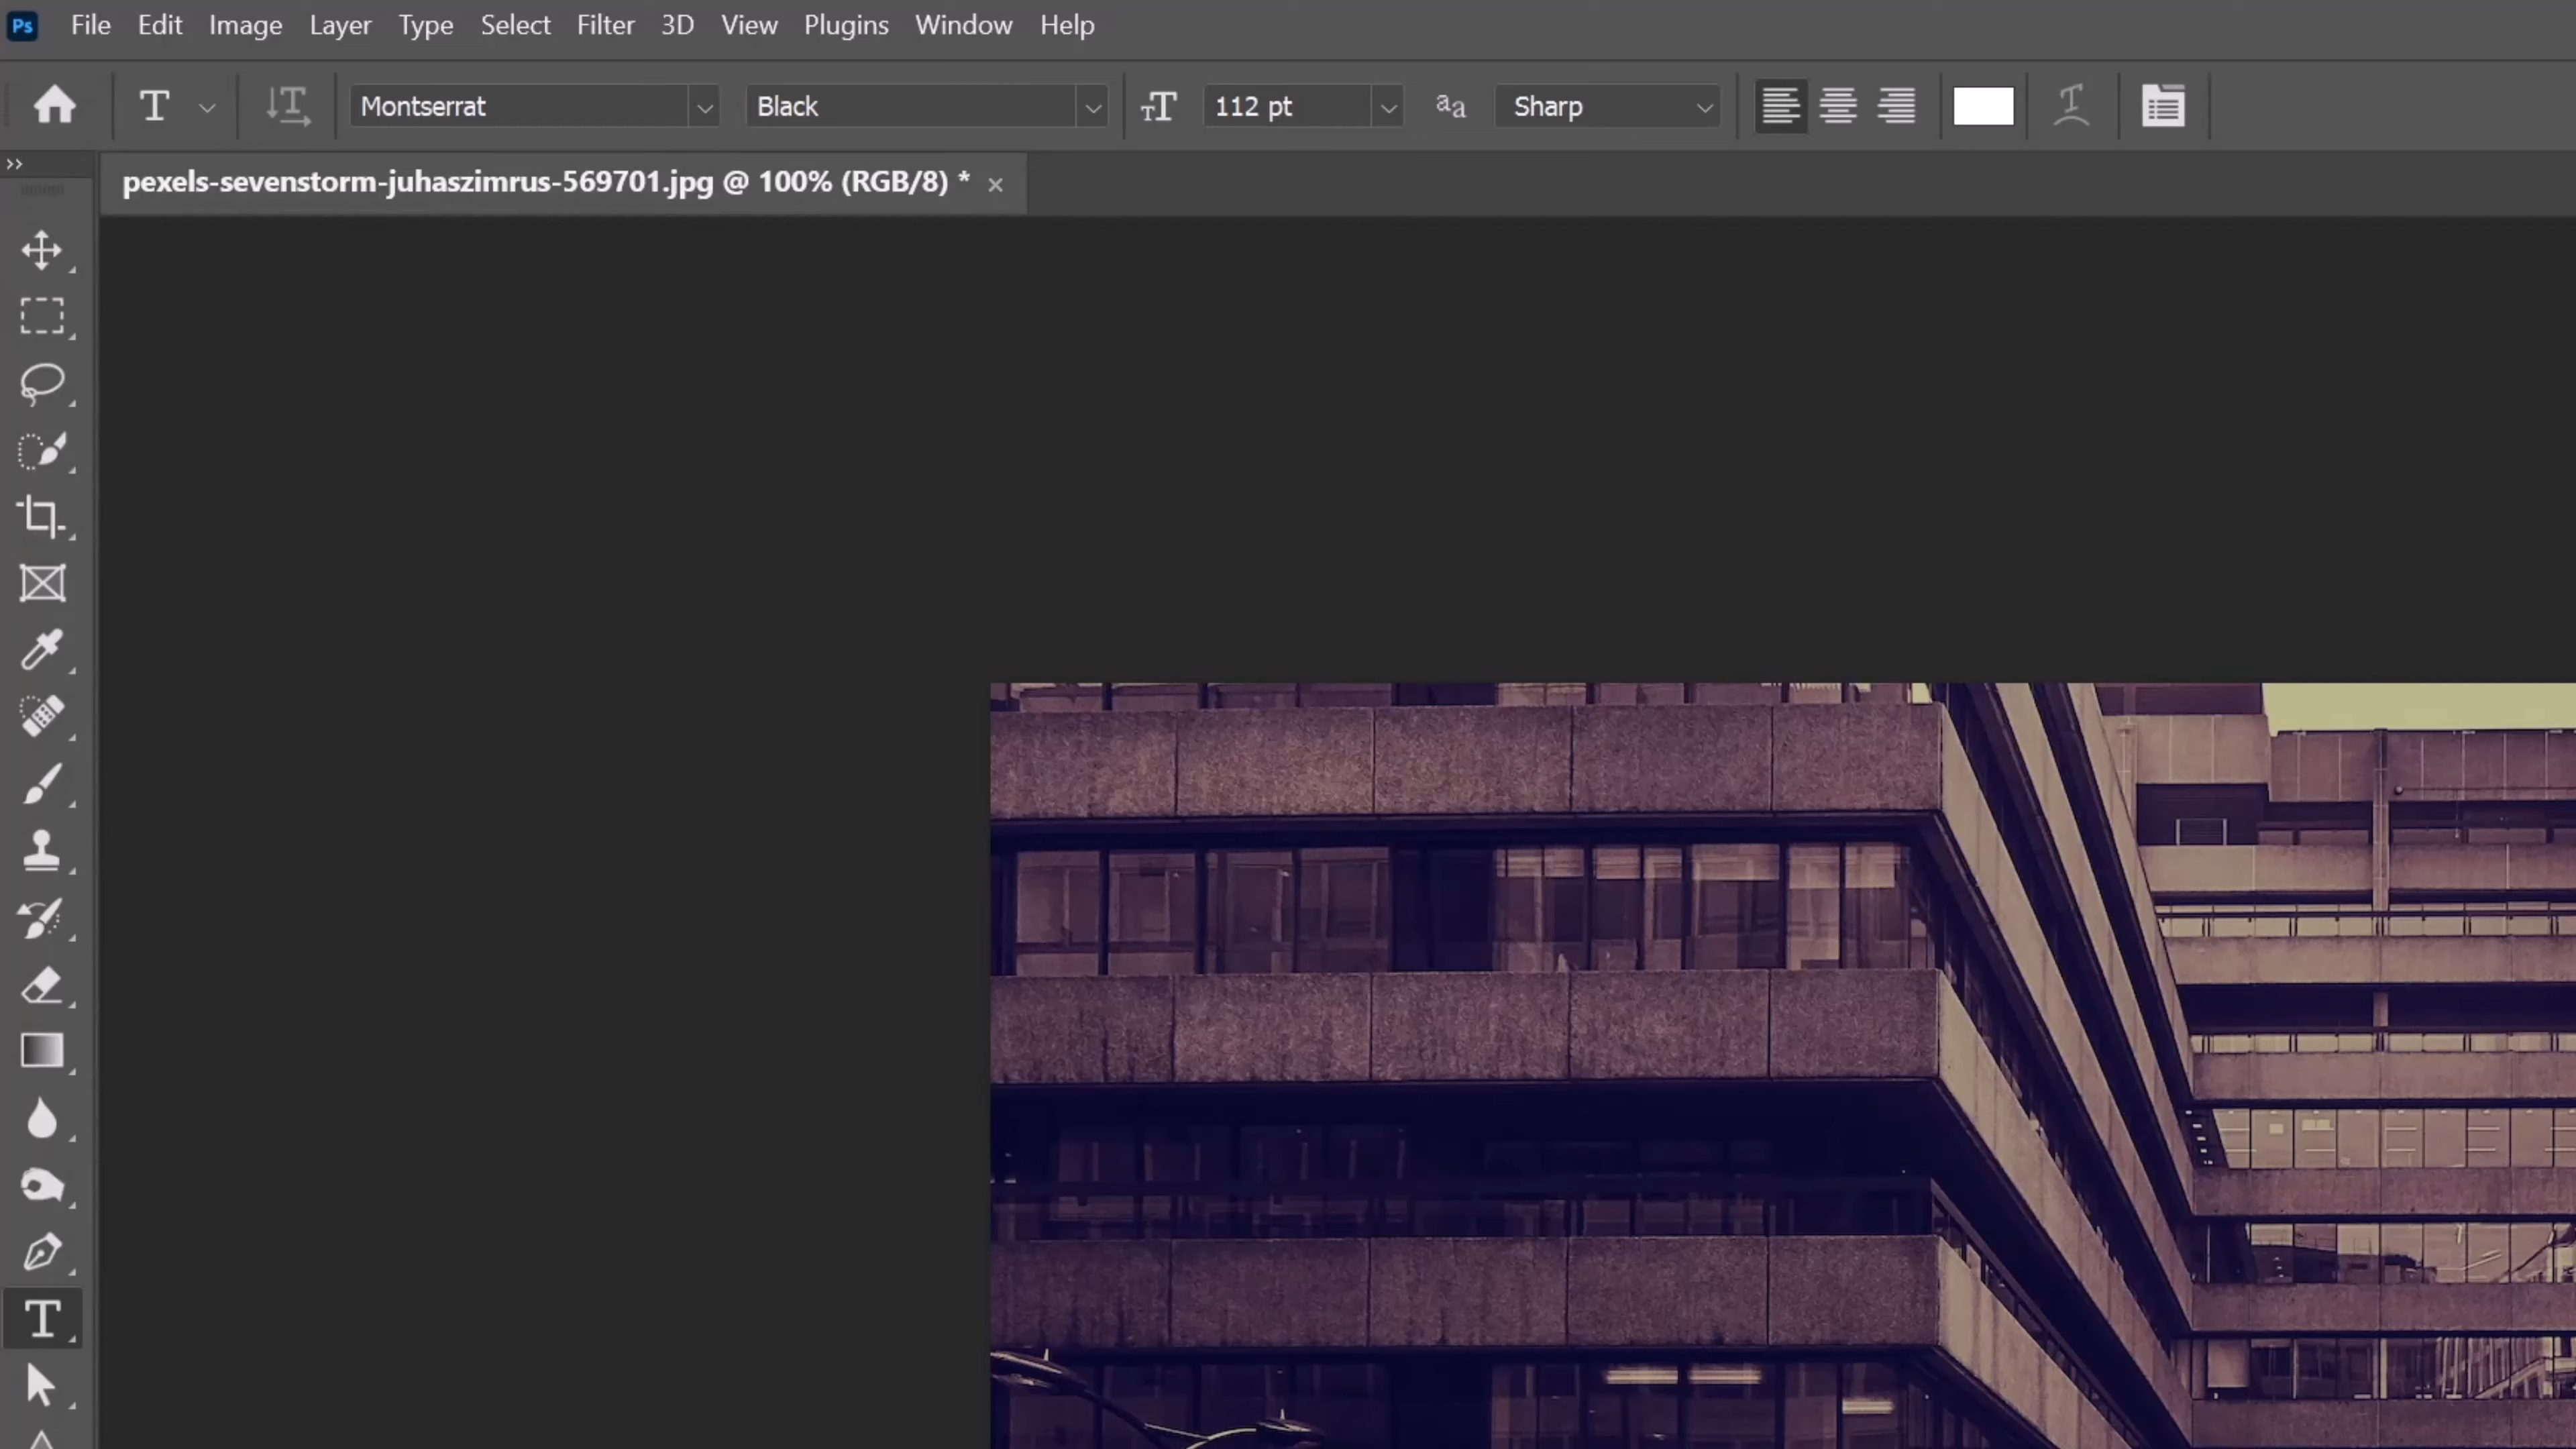 Ps File Edit Image Layer Type Select Filter 3D View Plugins Window Help
T T Montserrat Black TT 112 pt aa Sharp T
pexels-sevenstorm-juhaszimrus-569701.jpg @ 100% (RGB/8) * ×
T